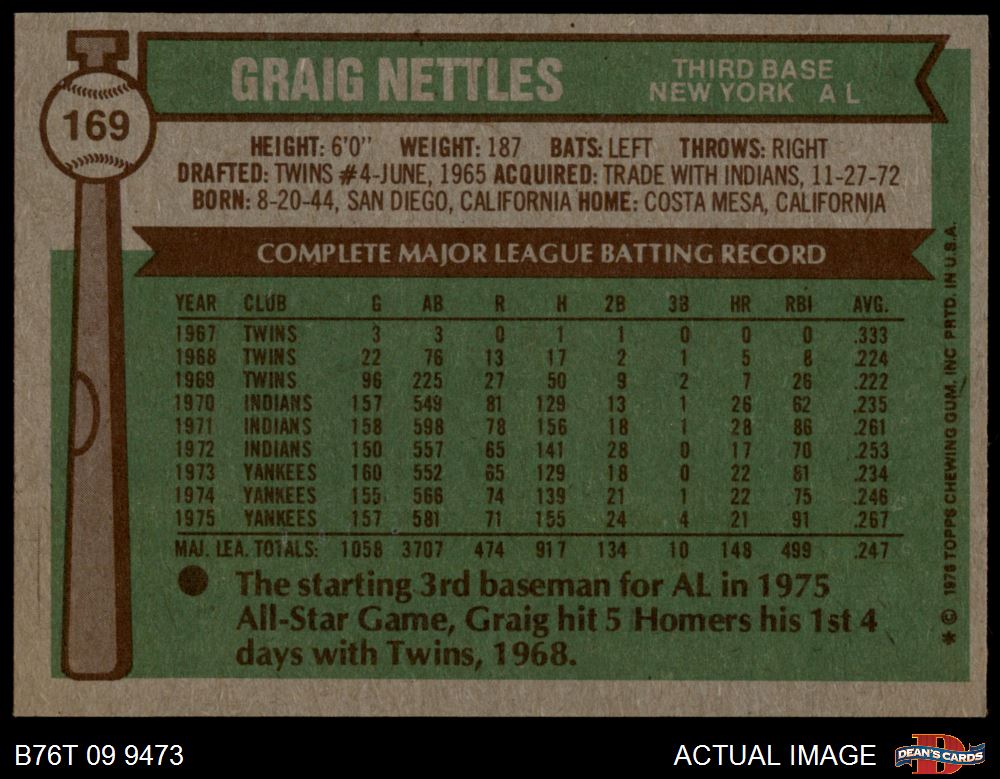 GRAIG NETTLES
THIRD BASE
NEW YORK A L
169
HEIGHT: 6'0" WEIGHT: 187 BATS: LEFT THROWS: RIGHT
DRAFTED: TWINS #4-JUNE, 1965 ACQUIRED: TRADE WITH INDIANS, 11-27-72
BORN: 8-20-44, SAN DIEGO, CALIFORNIA HOME: COSTA MESA, CALIFORNIA
COMPLETE MAJOR LEAGUE BATTING RECORD
YEAR CLUB G AB R H 2B 3B HR RBI AVG.
1967 TWINS 3 3 0 1 1 0 0 0 .333
1968 TWINS 22 76 13 17 2 1 5 8 .224
1969 TWINS 96 225 27 50 9 2 7 26 .222
1970 INDIANS 157 549 81 129 13 1 26 62 .235
1971 INDIANS 158 598 78 156 18 1 28 86 .261
1972 INDIANS 150 557 65 141 28 0 17 70 .253
1973 YANKEES 160 552 65 129 18 0 22 81 .234
1974 YANKEES 155 566 74 139 21 1 22 75 .246
1975 YANKEES 157 581 71 155 24 4 21 91 .267
MAJ. LEA. TOTALS: 1058 3707 474 917 134 10 148 499 .247
● The starting 3rd baseman for AL in 1975
All-Star Game, Graig hit 5 Homers his 1st 4
days with Twins, 1968.
* © 1976 TOPPS CHEWING GUM, INC PRTD. IN U.S.A.
B76T 09 9473
ACTUAL IMAGE
D
DEAN'S CARDS